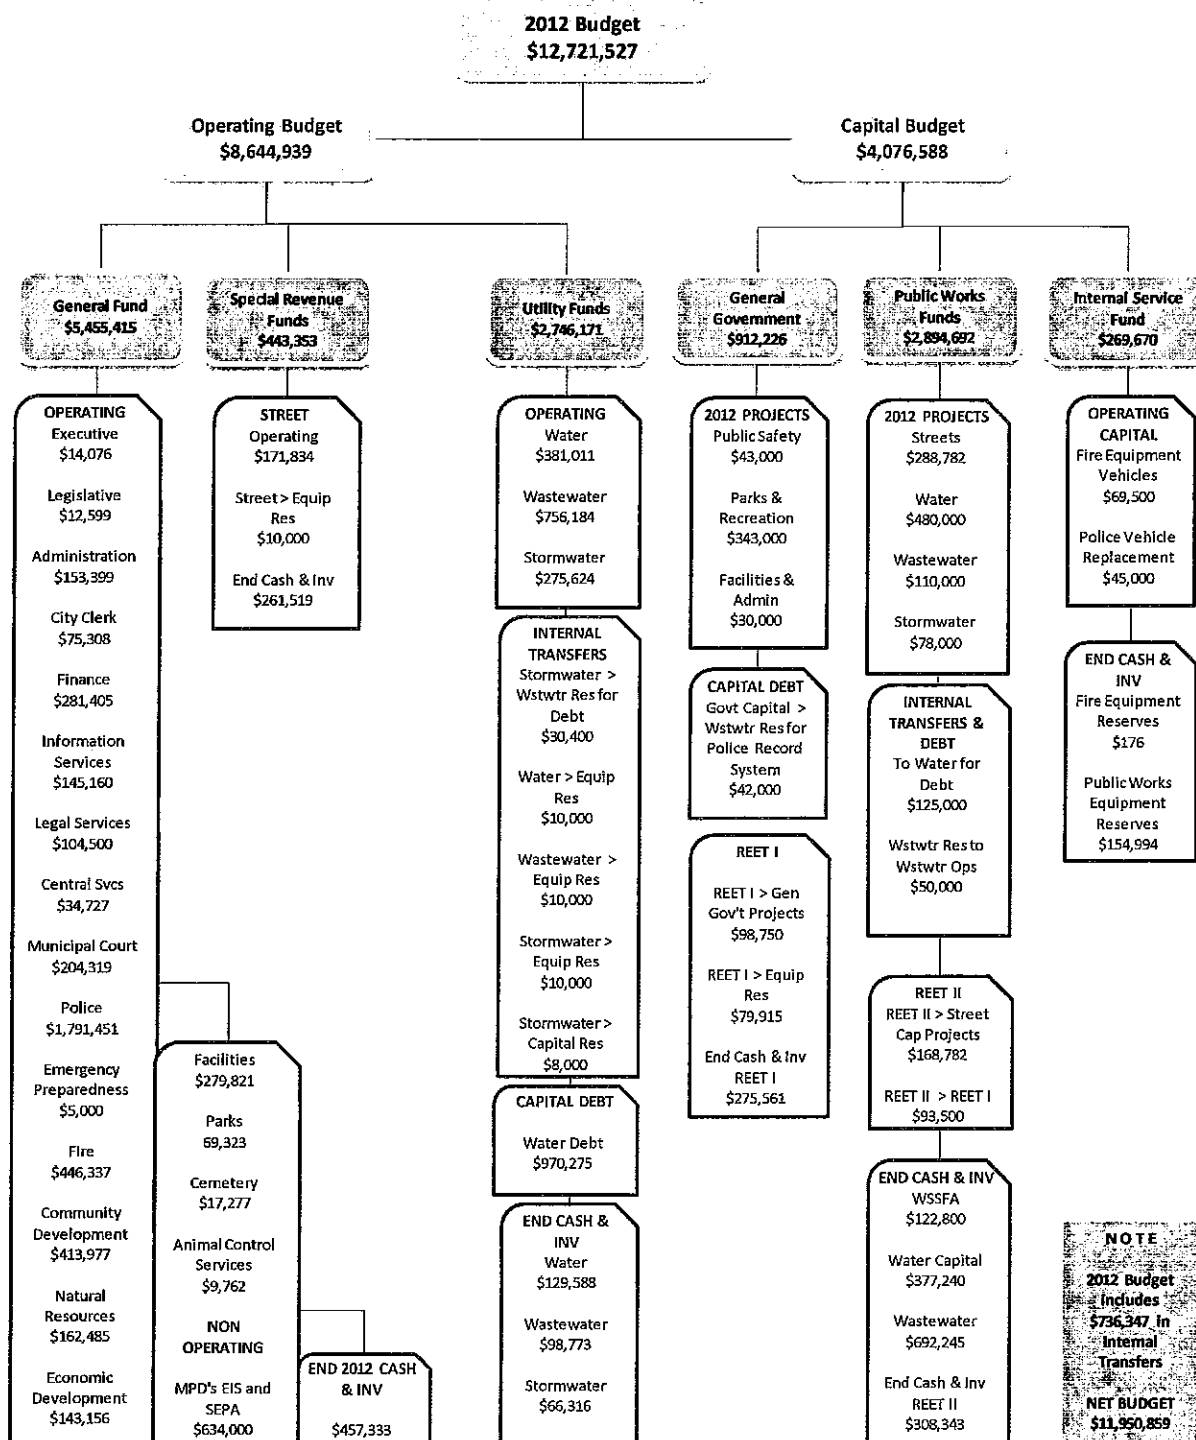 2012 Budget
$12,721,527
Operating Budget
$8,644,939
Capital Budget
$4,076,588
General Fund
$5,455,415
Special Revenue
Funds
$443,353
Utility Funds
$2,746,171
General
Government
$912,226
Public Works
Funds
$2,894,692
Internal Service
Fund
$269,670
OPERATING
Executive
$14,076
Legislative
$12,599
Administration
$153,399
City Clerk
$75,308
Finance
$281,405
Information
Services
$145,160
Legal Services
$104,500
Central Svcs
$34,727
Municipal Court
$204,319
Police
$1,791,451
Emergency
Preparedness
$5,000
Fire
$446,337
Community
Development
$413,977
Natural
Resources
$162,485
Economic
Development
$143,156
Facilities
$279,821
Parks
69,323
Cemetery
$17,277
Animal Control
Services
$9,762
NON
OPERATING
MPD's EIS and
SEPA
$634,000
END 2012 CASH
& INV
$457,333
STREET
Operating
$171,834
Street > Equip
Res
$10,000
End Cash & Inv
$261,519
OPERATING
Water
$381,011
Wastewater
$756,184
Stormwater
$275,624
INTERNAL
TRANSFERS
Stormwater >
Wstwtr Res for
Debt
$30,400
Water > Equip
Res
$10,000
Wastewater >
Equip Res
$10,000
Stormwater >
Equip Res
$10,000
Stormwater >
Capital Res
$8,000
CAPITAL DEBT
Water Debt
$970,275
END CASH &
INV
Water
$129,588
Wastewater
$98,773
Stormwater
$66,316
2012 PROJECTS
Public Safety
$43,000
Parks &
Recreation
$343,000
Facilities &
Admin
$30,000
CAPITAL DEBT
Govt Capital >
Wstwtr Res for
Police Record
System
$42,000
REET I
REET I > Gen
Gov't Projects
$98,750
REET I > Equip
Res
$79,915
End Cash & Inv
REET I
$275,561
2012 PROJECTS
Streets
$288,782
Water
$480,000
Wastewater
$110,000
Stormwater
$78,000
INTERNAL
TRANSFERS &
DEBT
To Water for
Debt
$125,000
Wstwtr Res to
Wstwtr Ops
$50,000
REET II
REET II > Street
Cap Projects
$168,782
REET II > REET I
$93,500
END CASH & INV
WSSFA
$122,800
Water Capital
$377,240
Wastewater
$692,245
End Cash & Inv
REET II
$308,343
OPERATING
CAPITAL
Fire Equipment
Vehicles
$69,500
Police Vehicle
Replacement
$45,000
END CASH &
INV
Fire Equipment
Reserves
$176
Public Works
Equipment
Reserves
$154,994
NOTE
2012 Budget
includes
$736,347 in
Internal
Transfers
NET BUDGET
$11,950,859